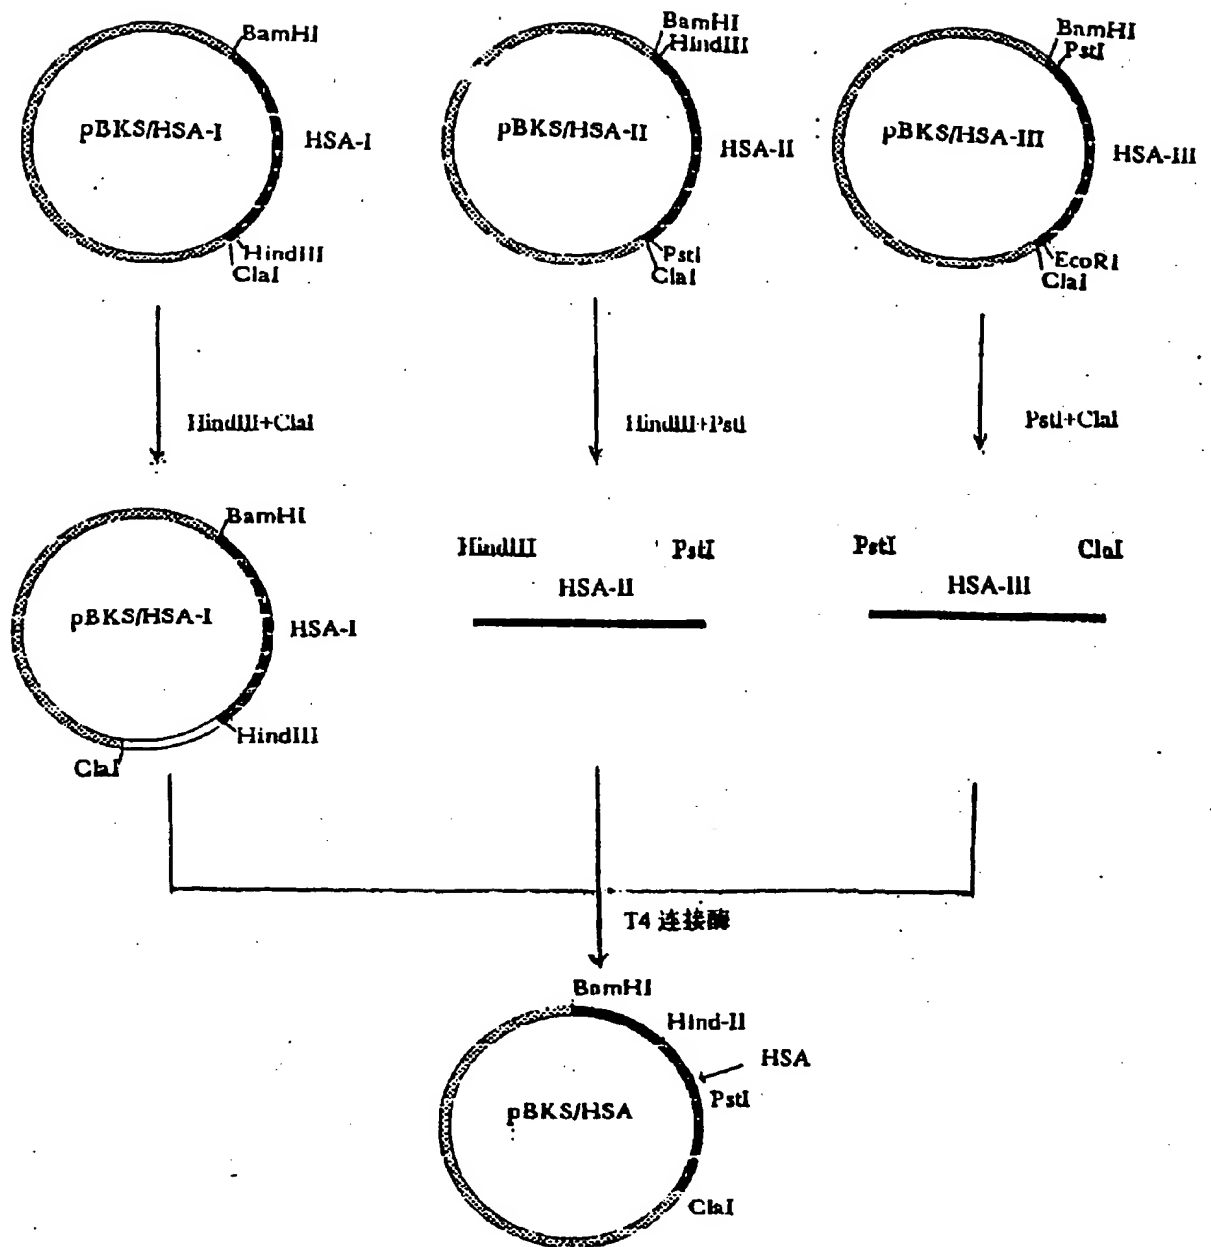 BamHI
pBKS/HSA-I
HSA-I
HindIII
ClaI
BamHI
HindIII
pBKS/HSA-II
HSA-II
PstI
ClaI
BamHI
PstI
pBKS/HSA-III
HSA-III
EcoRI
ClaI
HindIII+ClaI
HindIII+PstI
PstI+ClaI
BamHI
pBKS/HSA-I
HSA-I
HindIII
ClaI
HindIII PstI
HSA-II
PstI ClaI
HSA-III
T4 连接酶
BamHI
Hind-II
HSA
PstI
pBKS/HSA
ClaI